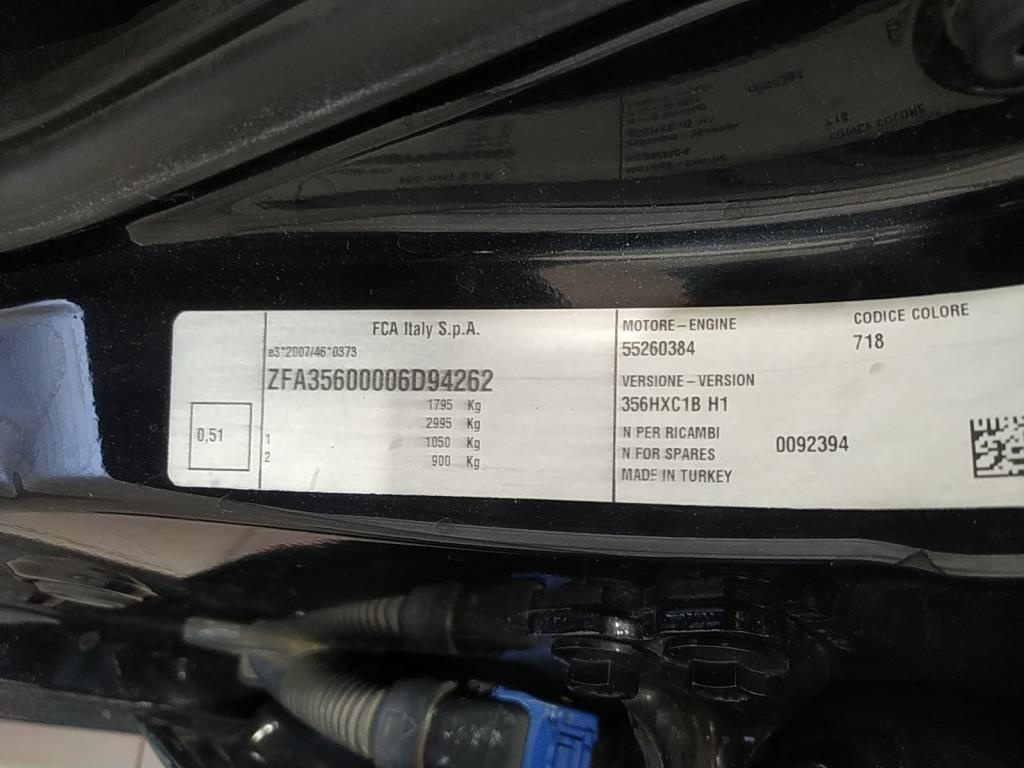 FCA Italy S.p.A.
e3*2007/46*0373
ZFA35600006D94262
1795 Kg
2995 Kg
1 1050 Kg
2 900 Kg
0,51
MOTORE-ENGINE
55260384
CODICE COLORE
718
VERSIONE-VERSION
356HXC1B H1
N PER RICAMBI
N FOR SPARES
0092394
MADE IN TURKEY